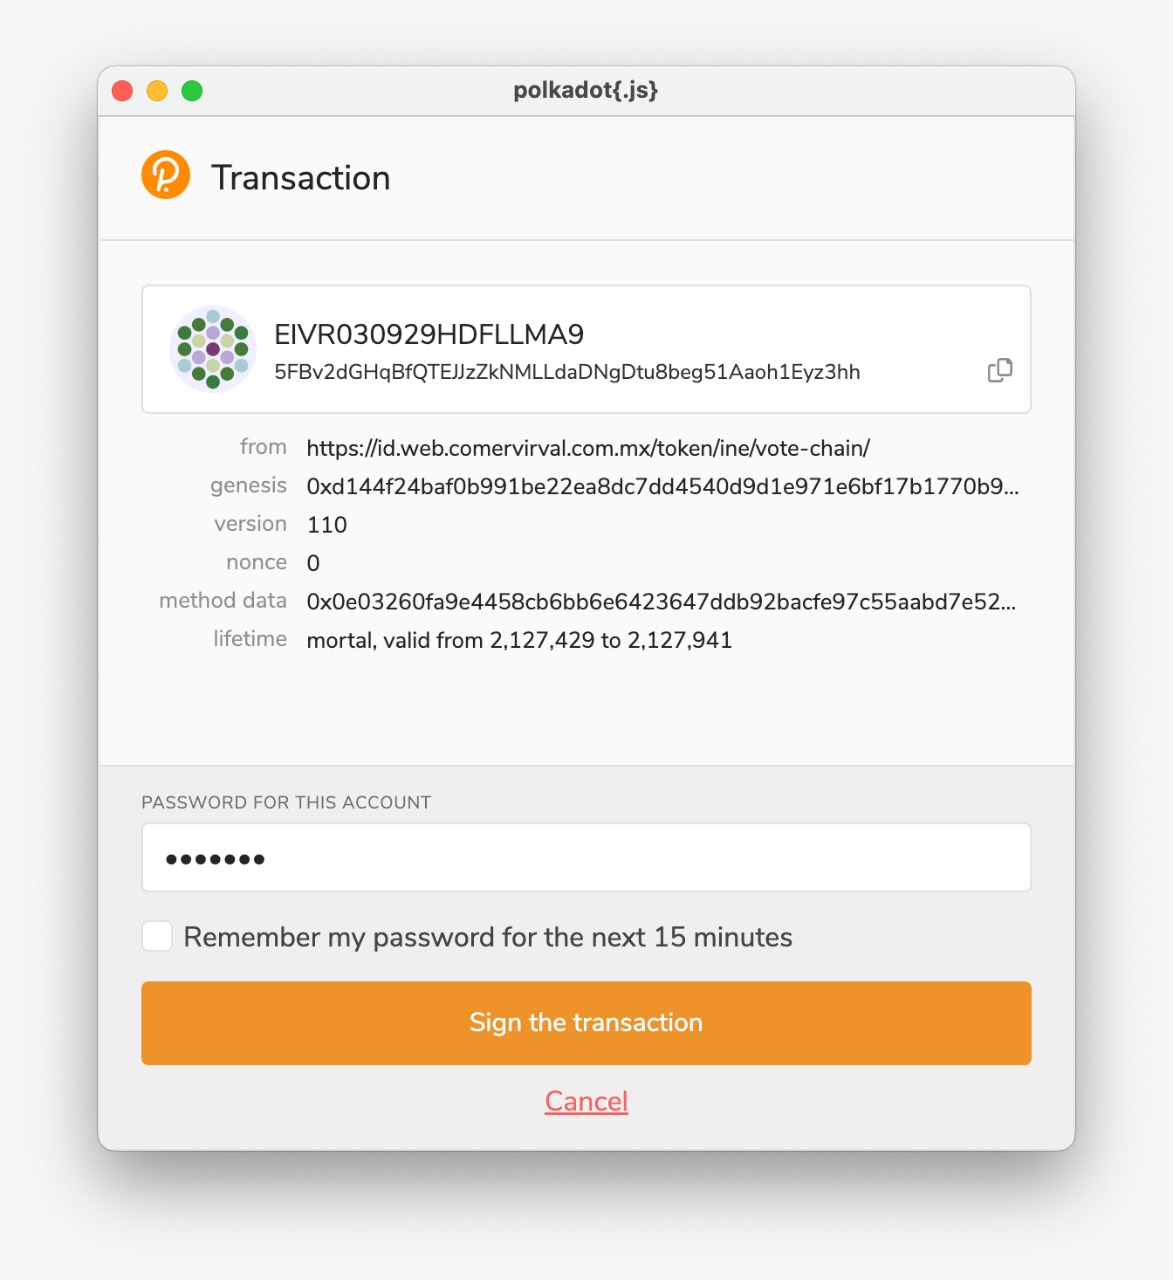 polkadot{.js}
Transaction
EIVR030929HDFLLMA9
5FBv2dGHqBfQTEJJzZkNMLLdaDNgDtu8beg51Aaoh1Eyz3hh
from https://id.web.comervirval.com.mx/token/ine/vote-chain/
genesis 0xd144f24baf0b991be22ea8dc7dd4540d9d1e971e6bf17b1770b9...
version 110
nonce 0
method data 0x0e03260fa9e4458cb6bb6e6423647ddb92bacfe97c55aabd7e52...
lifetime mortal, valid from 2,127,429 to 2,127,941
PASSWORD FOR THIS ACCOUNT
•••••••
Remember my password for the next 15 minutes
Sign the transaction
Cancel